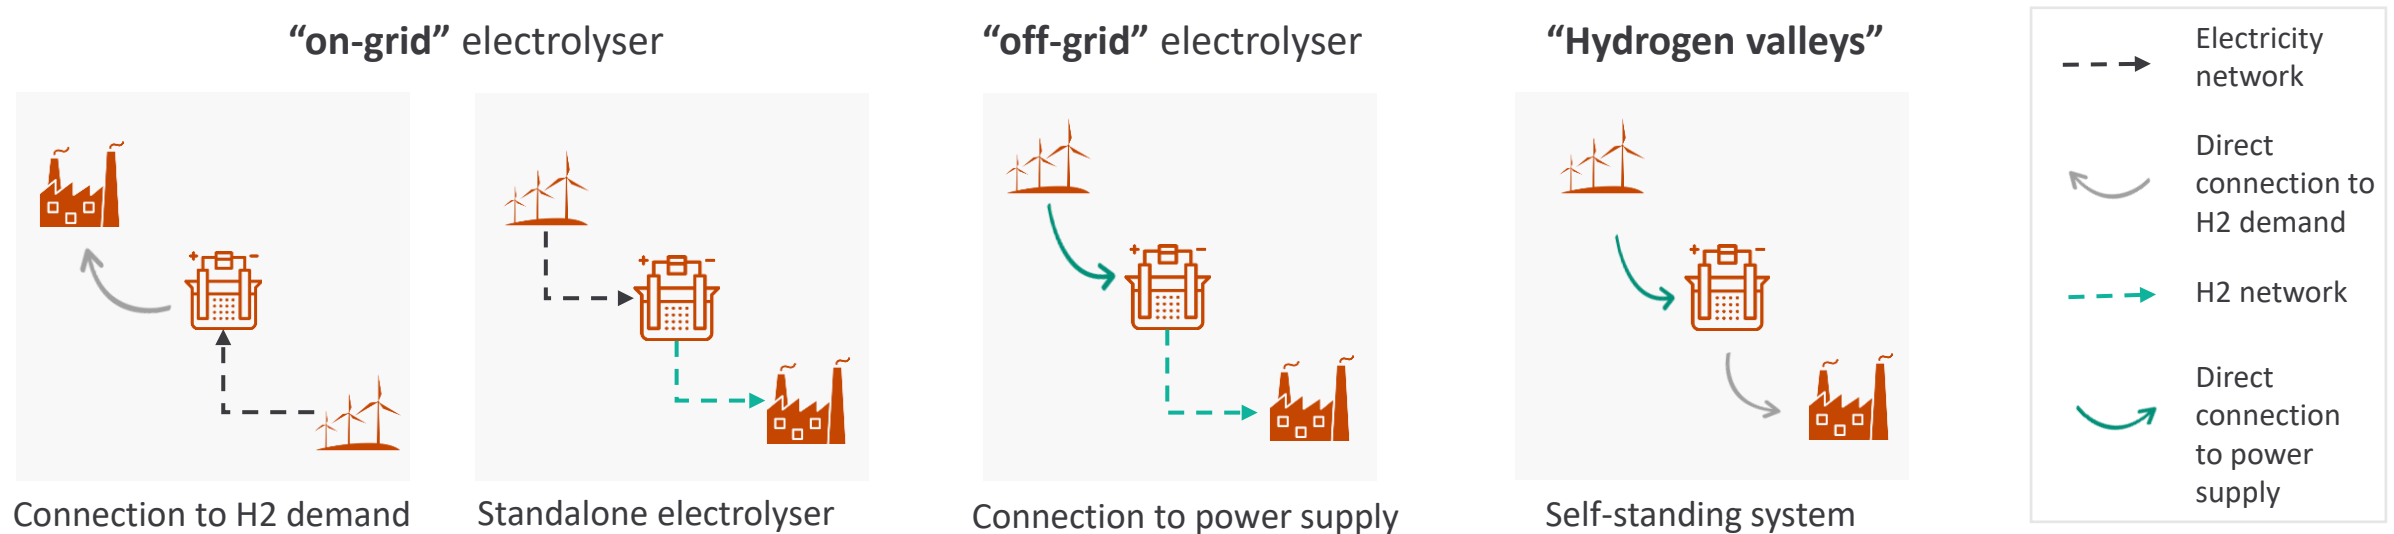 “on-grid” electrolyser
“off-grid” electrolyser
“Hydrogen valleys”
Connection to H2 demand
Standalone electrolyser
Connection to power supply
Self-standing system
Electricity
network
Direct
connection to
H2 demand
H2 network
Direct
connection
to power
supply